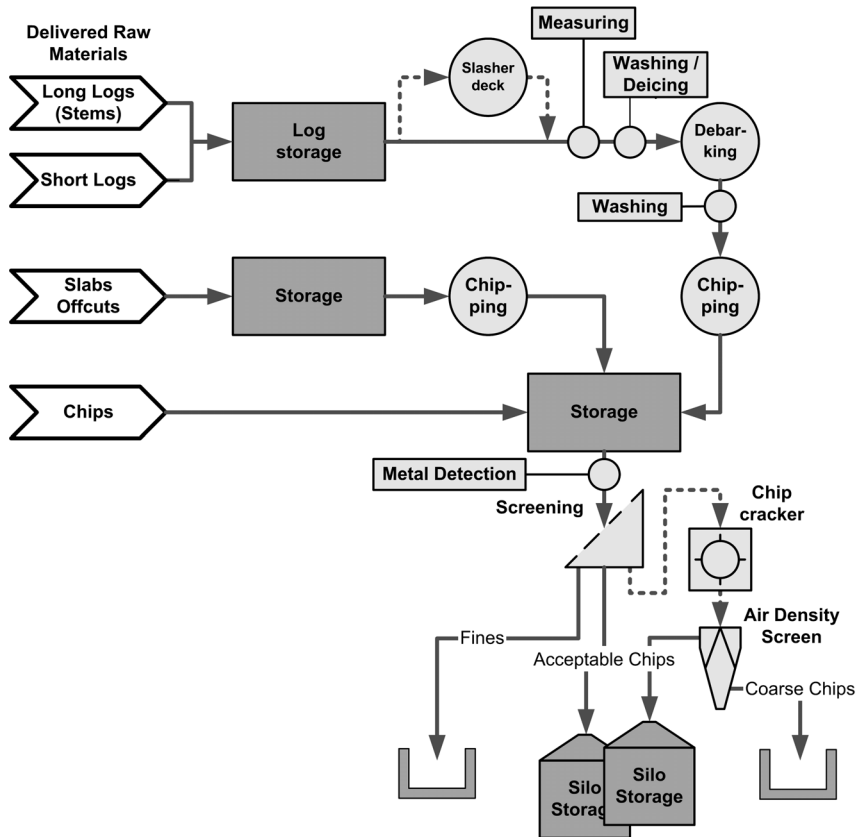 Delivered Raw
Materials
Long Logs
(Stems)
Short Logs
Log
storage
Slasher
deck
Measuring
Washing /
Deicing
Debar-
king
Washing
Slabs
Offcuts
Storage
Chip-
ping
Chip-
ping
Chips
Storage
Metal Detection
Screening
Chip
cracker
Air Density
Screen
Fines
Acceptable Chips
Coarse Chips
Silo
Storage
Silo
Storage